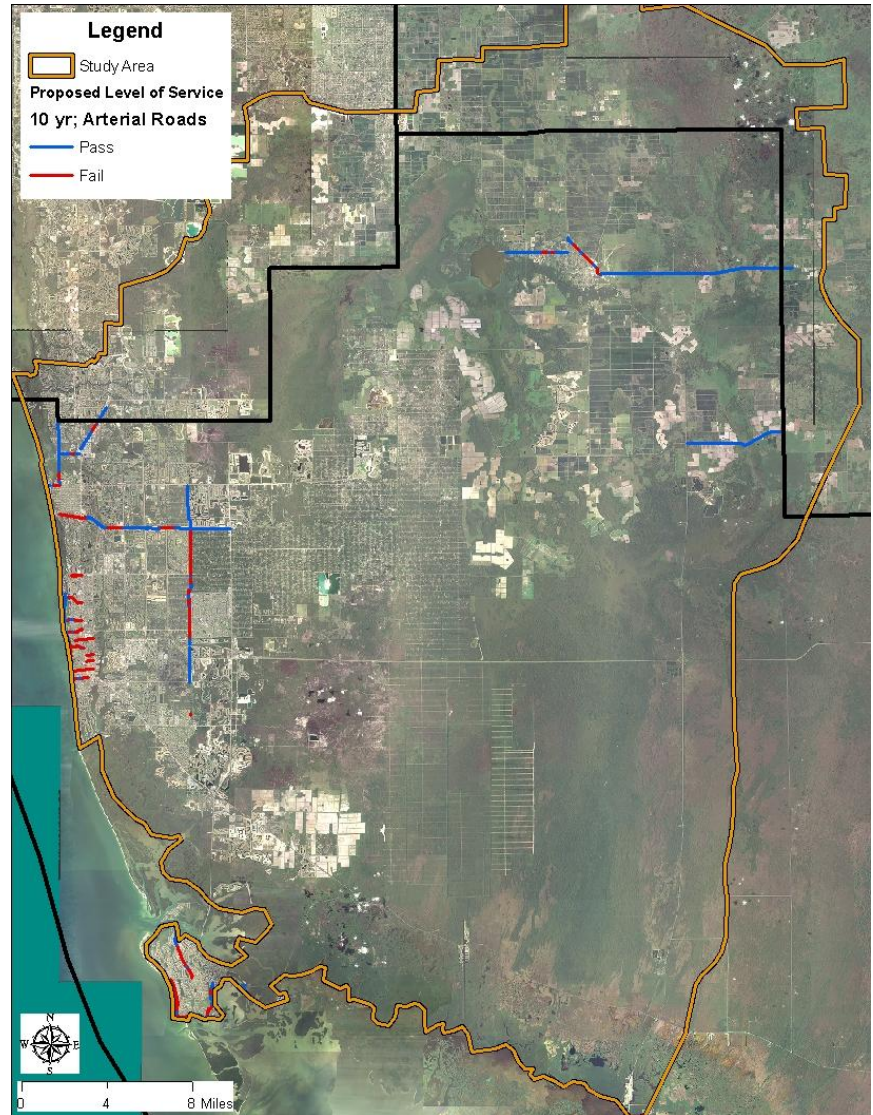 Legend
Study Area
Proposed Level of Service
10 yr; Arterial Roads
Pass
Fail
N
W E
S
0 4 8 Miles